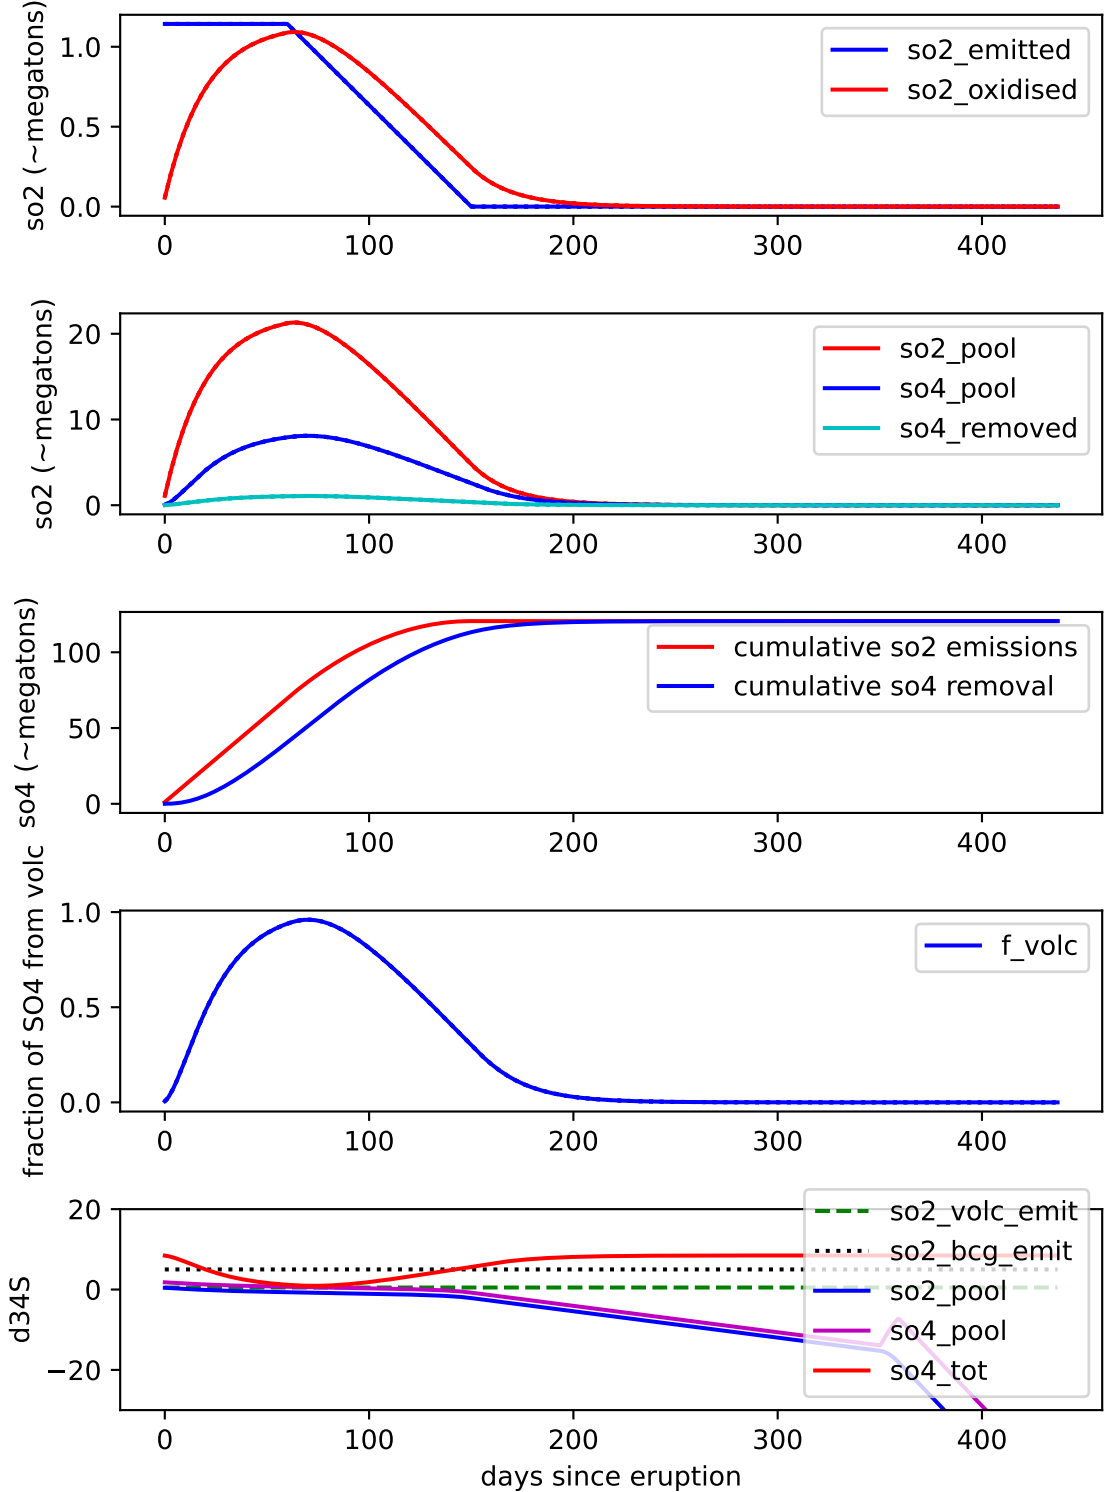 so2 (~megatons)
1.0
0.5
0.0
so2_emitted
so2_oxidised
0 100 200 300 400
so2 (~megatons)
20
10
0
so2_pool
so4_pool
so4_removed
0 100 200 300 400
so4 (~megatons)
100
50
0
cumulative so2 emissions
cumulative so4 removal
0 100 200 300 400
fraction of SO4 from volc
1.0
0.5
0.0
f_volc
0 100 200 300 400
d34S
20
0
−20
so2_volc_emit
so2_bcg_emit
so2_pool
so4_pool
so4_tot
0 100 200 300 400
days since eruption